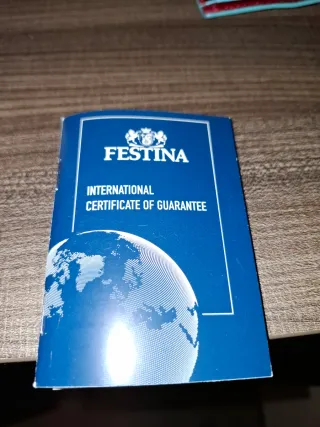 FESTINA
INTERNATIONAL
CERTIFICATE OF GUARANTEE